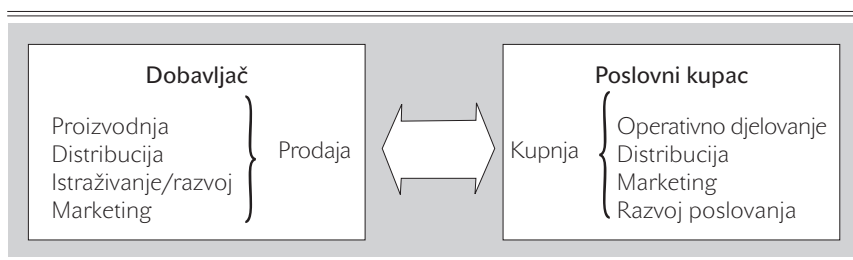 Dobavljač
Proizvodnja
Distribucija
Istraživanje/razvoj
Marketing
Prodaja
Poslovni kupac
Kupnja
Operativno djelovanje
Distribucija
Marketing
Razvoj poslovanja